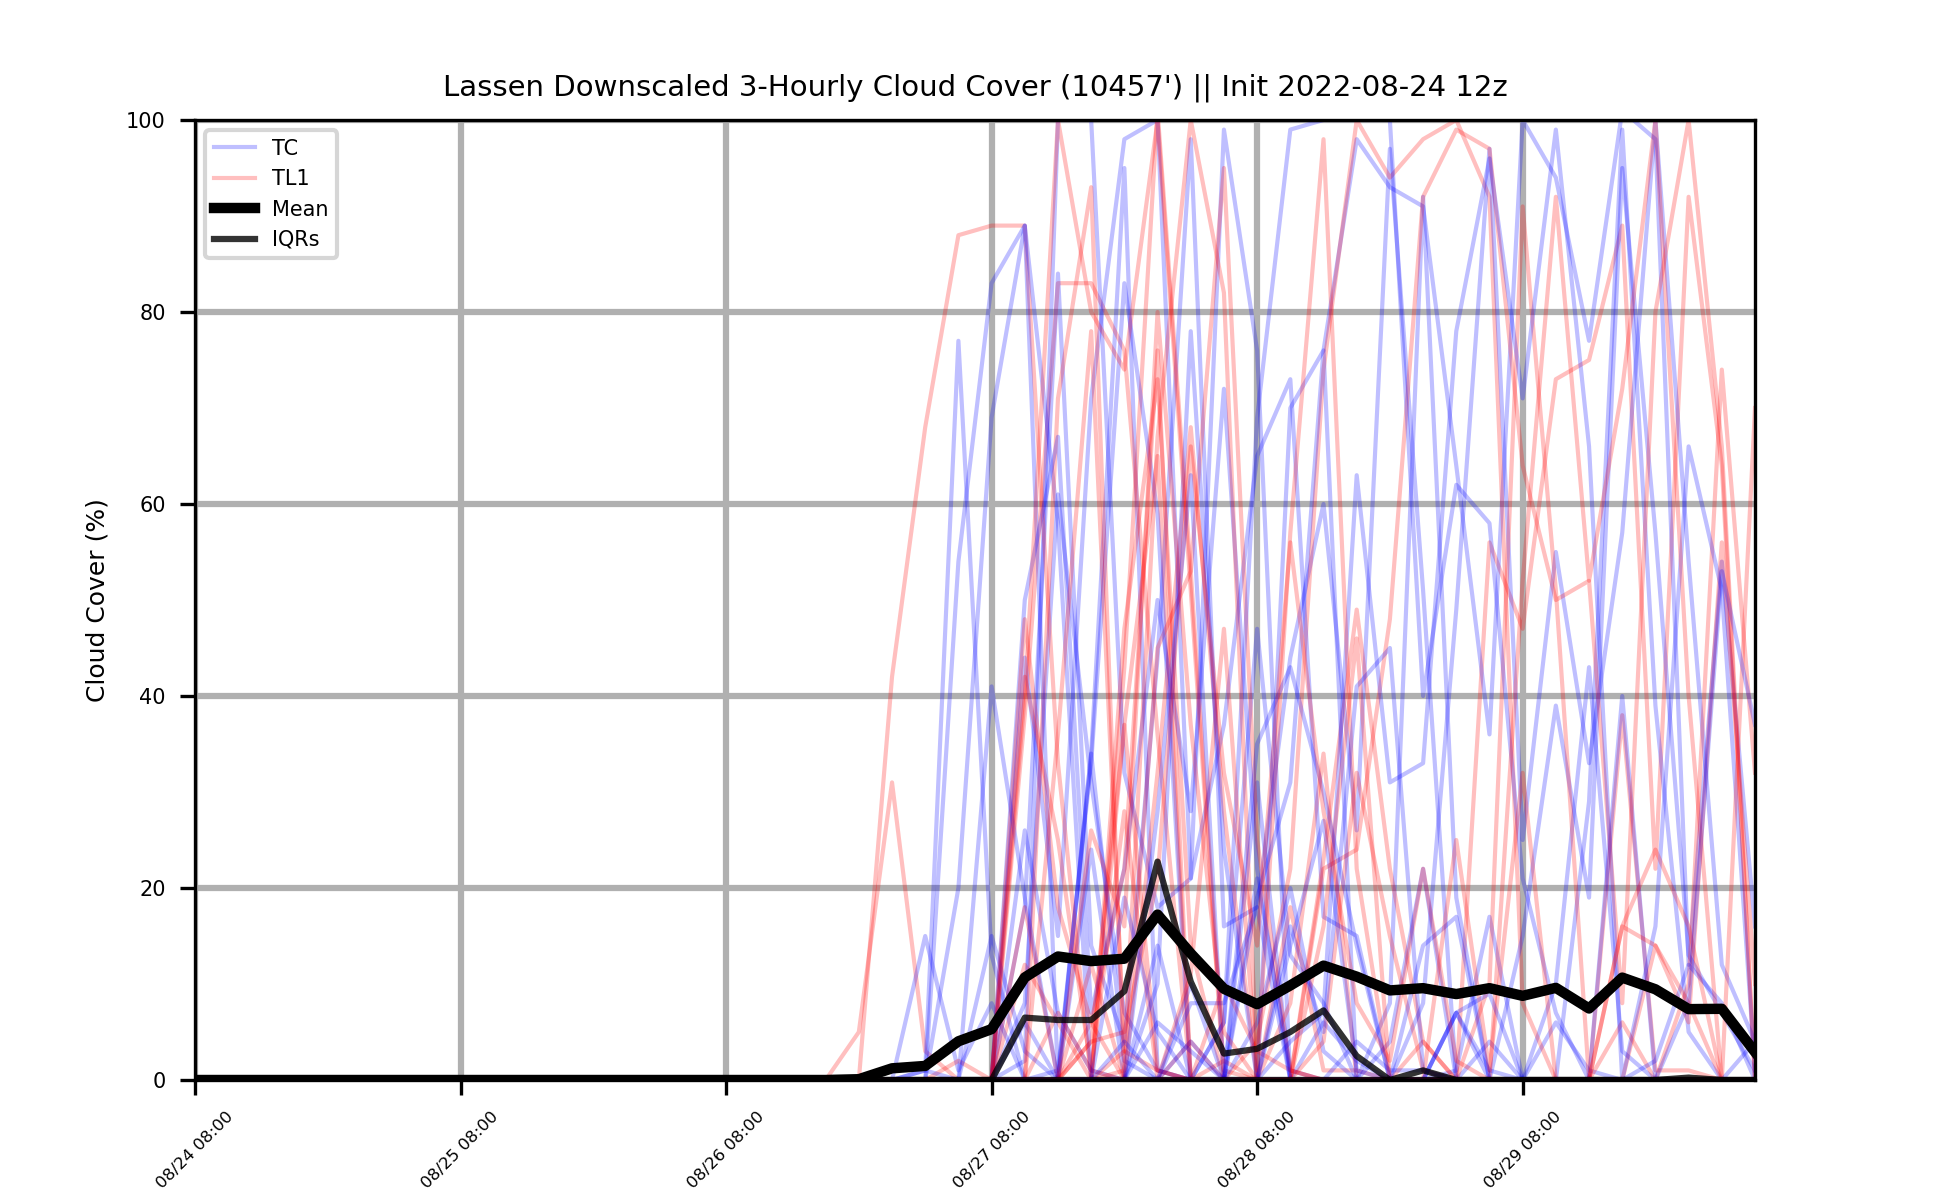 Lassen Downscaled 3-Hourly Cloud Cover (10457') || Init 2022-08-24 12z
100
80
60
40
20
0
Cloud Cover (%)
TC
TL1
Mean
IQRs
08/24 08:00
08/25 08:00
08/26 08:00
08/27 08:00
08/28 08:00
08/29 08:00